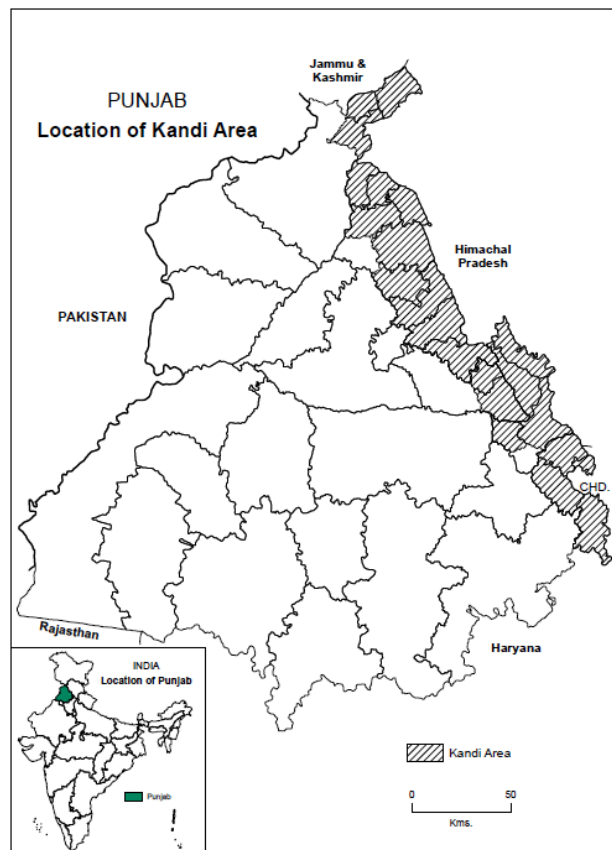 Jammu &
Kashmir
PUNJAB
Location of Kandi Area
Himachal
Pradesh
PAKISTAN
CHD.
Rajasthan
Haryana
INDIA
Location of Punjab
Punjab
Kandi Area
0 50
Kms.